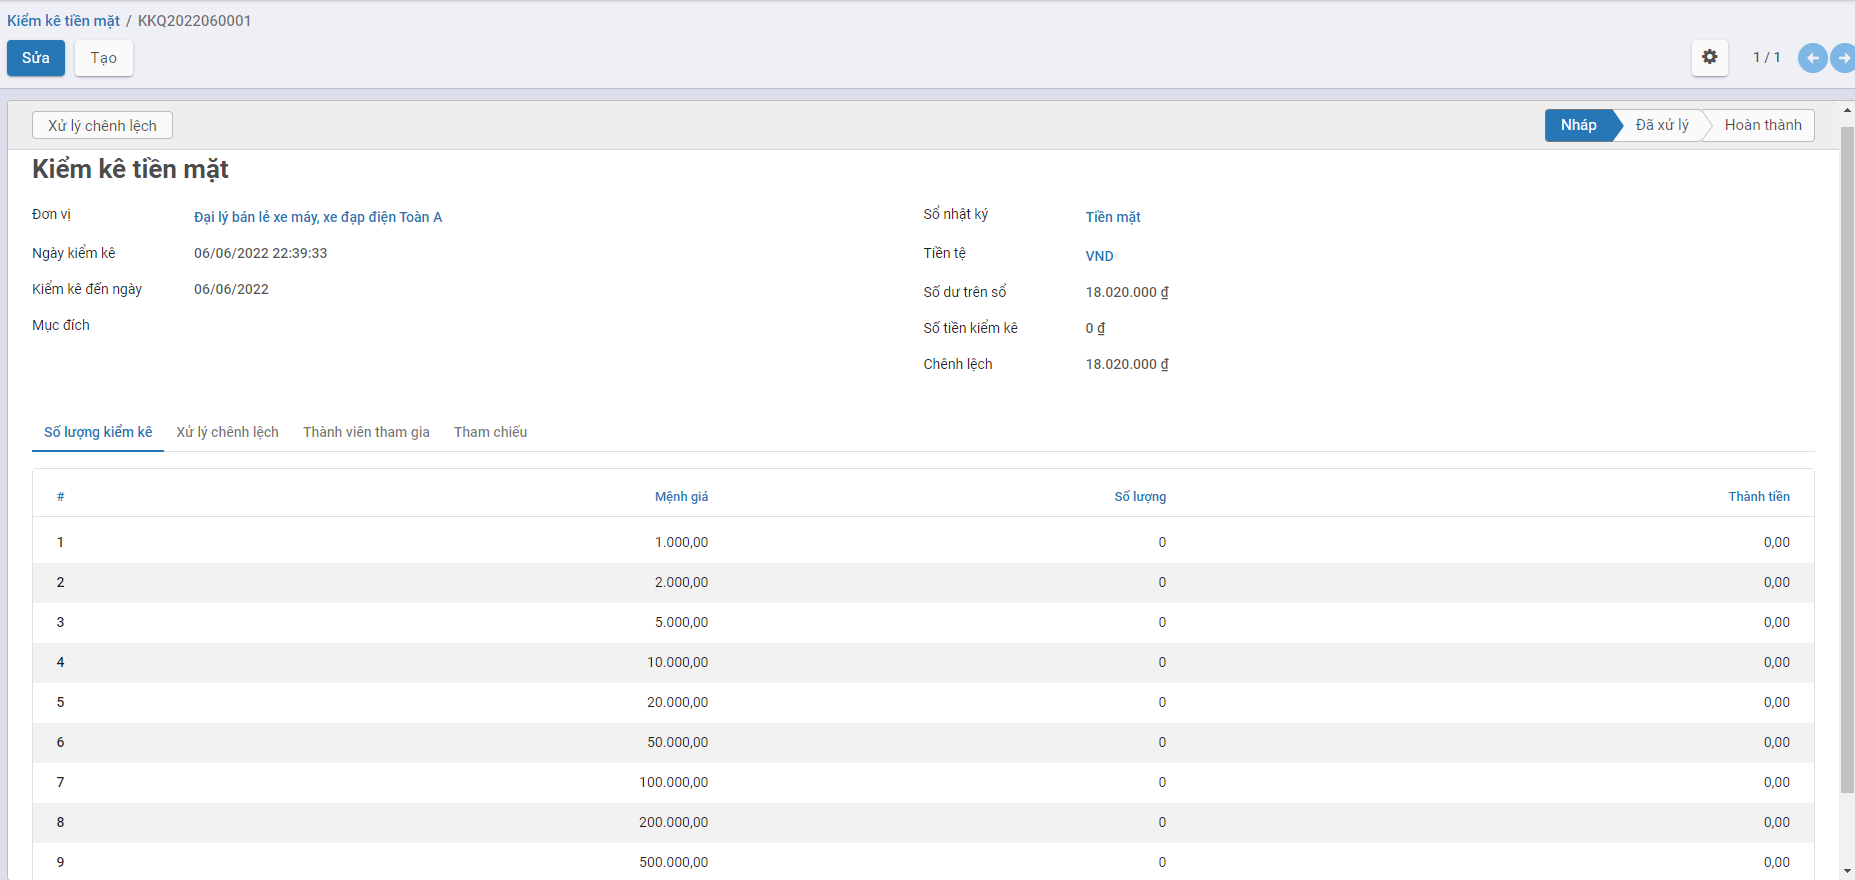 Kiểm kê tiền mặt / KKQ2022060001
Sửa Tạo 1 / 1
Xử lý chênh lệch Nháp Đã xử lý Hoàn thành
Kiểm kê tiền mặt
Đơn vị Đại lý bán lẻ xe máy, xe đạp điện Toàn A Sổ nhật ký Tiền mặt
Ngày kiểm kê 06/06/2022 22:39:33 Tiền tệ VND
Kiểm kê đến ngày 06/06/2022 Số dư trên sổ 18.020.000 ₫
Mục đích Số tiền kiểm kê 0 ₫
Chênh lệch 18.020.000 ₫
Số lượng kiểm kê Xử lý chênh lệch Thành viên tham gia Tham chiếu
# Mệnh giá Số lượng Thành tiền
1 1.000,00 0 0,00
2 2.000,00 0 0,00
3 5.000,00 0 0,00
4 10.000,00 0 0,00
5 20.000,00 0 0,00
6 50.000,00 0 0,00
7 100.000,00 0 0,00
8 200.000,00 0 0,00
9 500.000,00 0 0,00